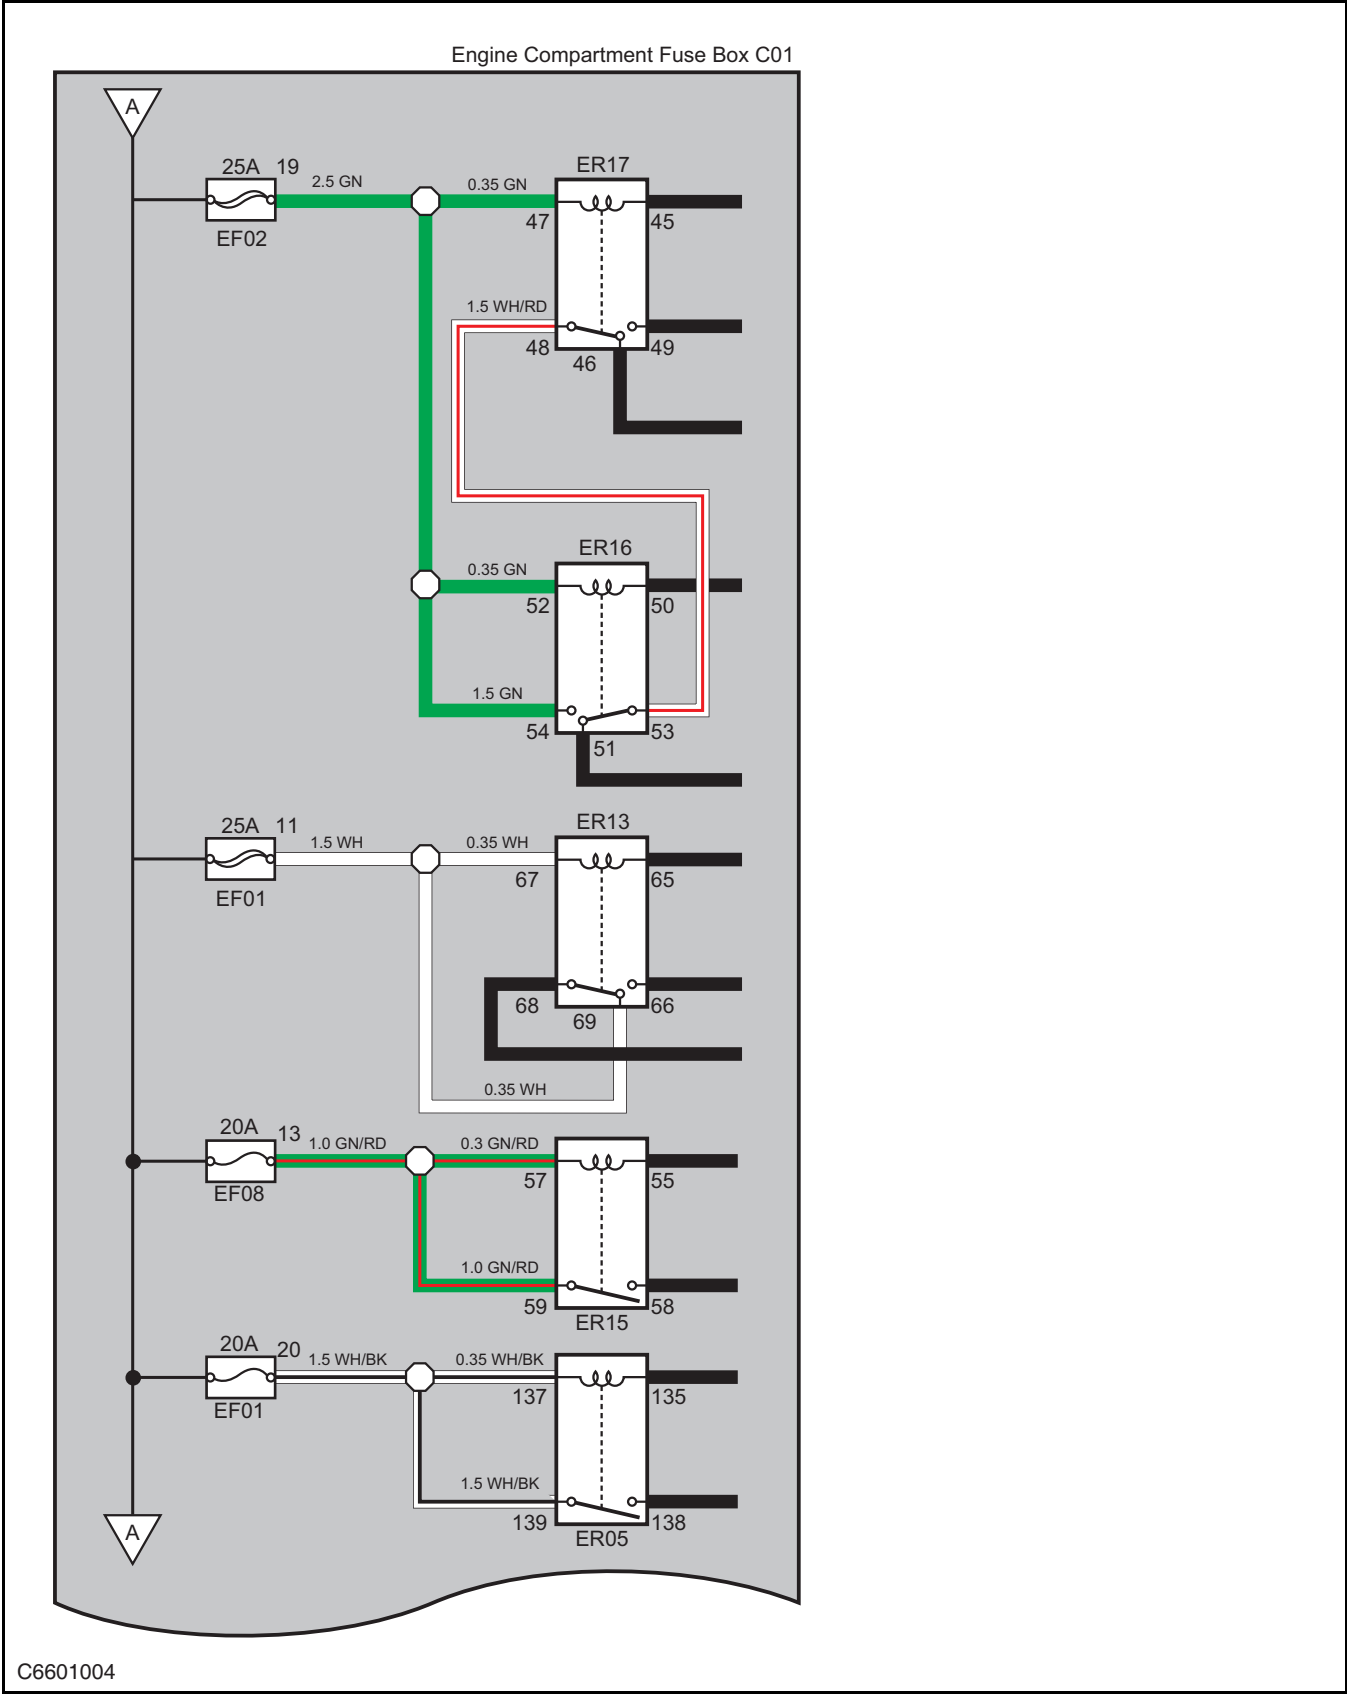 Engine Compartment Fuse Box C01
A
25A 19
2.5 GN
0.35 GN
ER17
EF02
47
45
1.5 WH/RD
48
46
49
ER16
0.35 GN
52
50
1.5 GN
54
51
53
25A 11
1.5 WH
0.35 WH
ER13
EF01
67
65
68
69
66
0.35 WH
20A 13
1.0 GN/RD
0.3 GN/RD
EF08
57
55
1.0 GN/RD
59
58
ER15
20A 20
1.5 WH/BK
0.35 WH/BK
EF01
137
135
1.5 WH/BK
139
138
ER05
A
C6601004